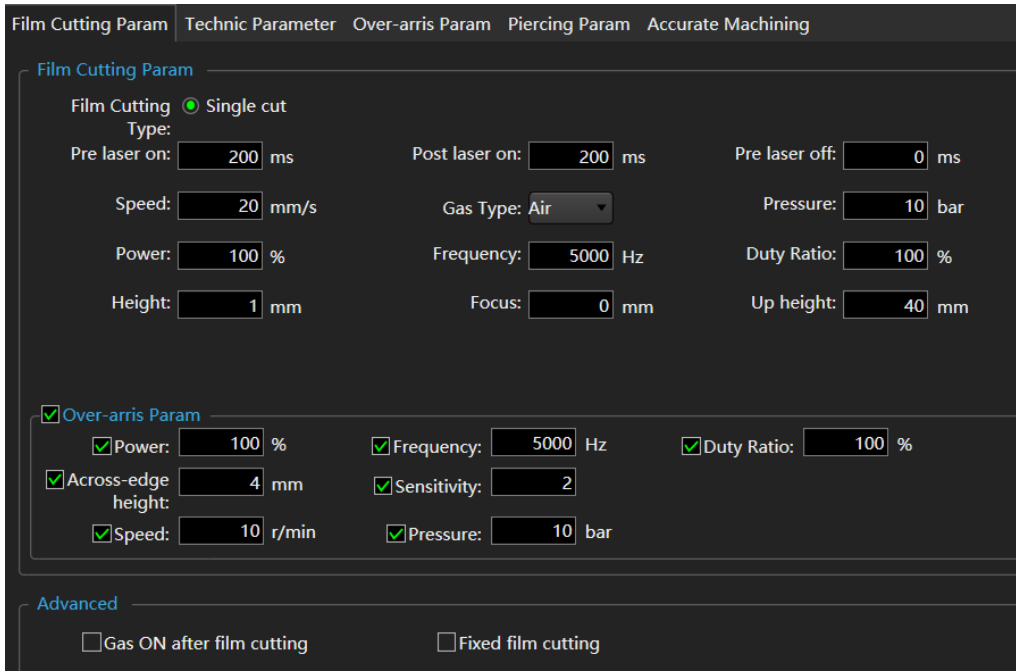 Film Cutting Param Technic Parameter Over-arris Param Piercing Param Accurate Machining
Film Cutting Param
Film Cutting Type: Single cut
Pre laser on: 200 ms Post laser on: 200 ms Pre laser off: 0 ms
Speed: 20 mm/s Gas Type: Air Pressure: 10 bar
Power: 100 % Frequency: 5000 Hz Duty Ratio: 100 %
Height: 1 mm Focus: 0 mm Up height: 40 mm
Over-arris Param
Power: 100 % Frequency: 5000 Hz Duty Ratio: 100 %
Across-edge height: 4 mm Sensitivity: 2
Speed: 10 r/min Pressure: 10 bar
Advanced
Gas ON after film cutting Fixed film cutting